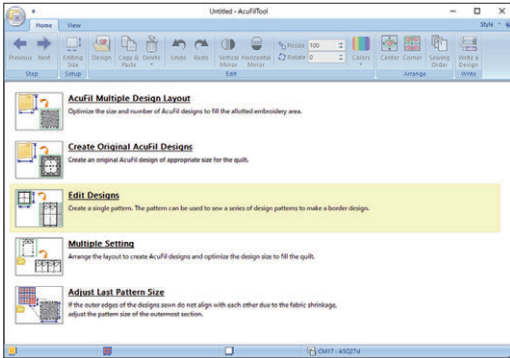 Untitled - AcuFilTool
Home View Style
Previous Next Editing Size Design Copy & Paste Delete Undo Redo Vertical Mirror Horizontal Mirror Resize 100 Rotate 0 Colors Center Corner Sewing Order Write a Design
Step Setup Edit Arrange Write
AcuFil Multiple Design Layout
Optimize the size and number of AcuFil designs to fill the allotted embroidery area.
Create Original AcuFil Designs
Create an original AcuFil design of appropriate size for the quilt.
Edit Designs
Create a single pattern. The pattern can be used to sew a series of design patterns to make a border design.
Multiple Setting
Arrange the layout to create AcuFil designs and optimize the design size to fill the quilt.
Adjust Last Pattern Size
If the outer edges of the designs sewn do not align with each other due to the fabric shrinkage,
adjust the pattern size of the outermost section.
CM17 : ASQ27d